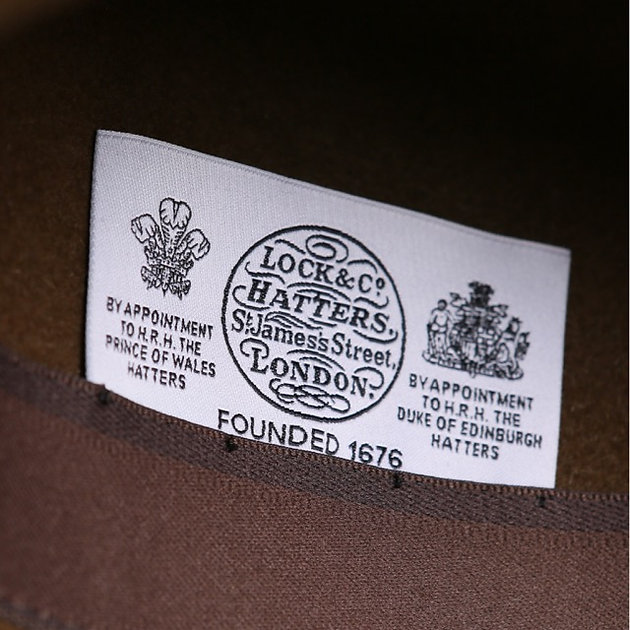 BY APPOINTMENT
TO H.R.H. THE
PRINCE OF WALES
HATTERS
LOCK & Co.
HATTERS,
St. James's Street,
LONDON.
FOUNDED 1676
BY APPOINTMENT
TO H.R.H. THE
DUKE OF EDINBURGH
HATTERS